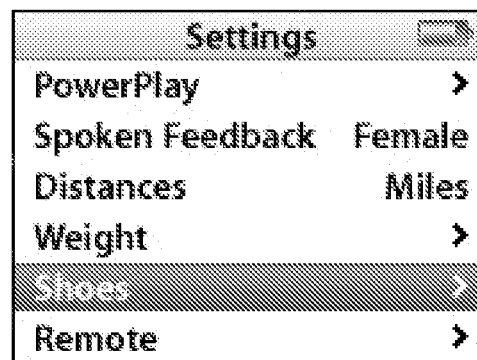 Settings
PowerPlay >
Spoken Feedback Female
Distances Miles
Weight >
Shoes >
Remote >